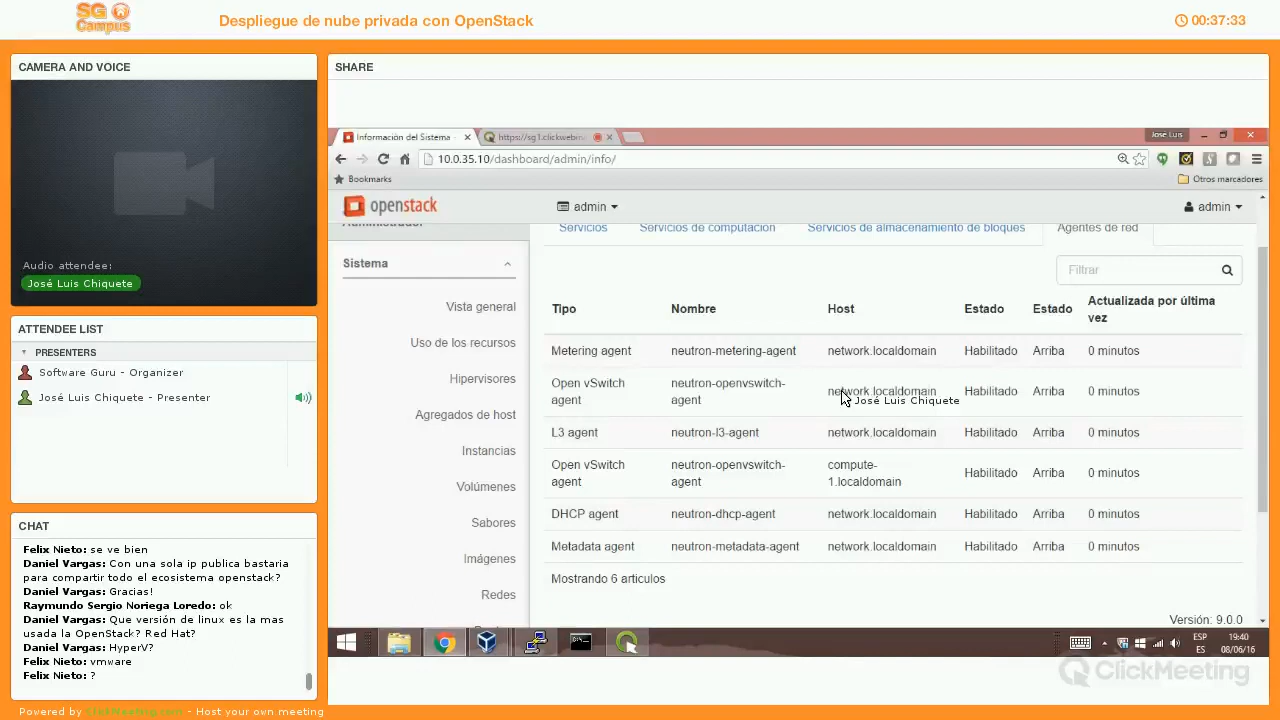 SG
Campus
Despliegue de nube privada con OpenStack
00:37:33
CAMERA AND VOICE
Audio attendee:
José Luis Chiquete
ATTENDEE LIST
PRESENTERS
Software Guru - Organizer
José Luis Chiquete - Presenter
CHAT
Felix Nieto: se ve bien
Daniel Vargas: Con una sola ip publica bastaria
para compartir todo el ecosistema openstack?
Daniel Vargas: Gracias!
Raymundo Sergio Noriega Loredo: ok
Daniel Vargas: Que versión de linux es la mas
usada la OpenStack? Red Hat?
Daniel Vargas: HyperV?
Felix Nieto: vmware
Felix Nieto: ?
Powered by ClickMeeting.com - Host your own meeting
SHARE
Información del Sistema
https://sg1.clickwebin
José Luis
10.0.35.10/dashboard/admin/info/
Bookmarks
Otros marcadores
openstack
admin
admin
Administrador
Sistema
Vista general
Uso de los recursos
Hipervisores
Agregados de host
Instancias
Volúmenes
Sabores
Imágenes
Redes
Servicios
Servicios de computación
Servicios de almacenamiento de bloques
Agentes de red
Filtrar
Tipo Nombre Host Estado Estado Actualizada por última vez
Metering agent neutron-metering-agent network.localdomain Habilitado Arriba 0 minutos
Open vSwitch agent neutron-openvswitch-agent network.localdomain Habilitado Arriba 0 minutos
José Luis Chiquete
L3 agent neutron-l3-agent network.localdomain Habilitado Arriba 0 minutos
Open vSwitch agent neutron-openvswitch-agent compute-1.localdomain Habilitado Arriba 0 minutos
DHCP agent neutron-dhcp-agent network.localdomain Habilitado Arriba 0 minutos
Metadata agent neutron-metadata-agent network.localdomain Habilitado Arriba 0 minutos
Mostrando 6 articulos
Versión: 9.0.0
ESP
ES
19:40
08/06/16
ClickMeeting